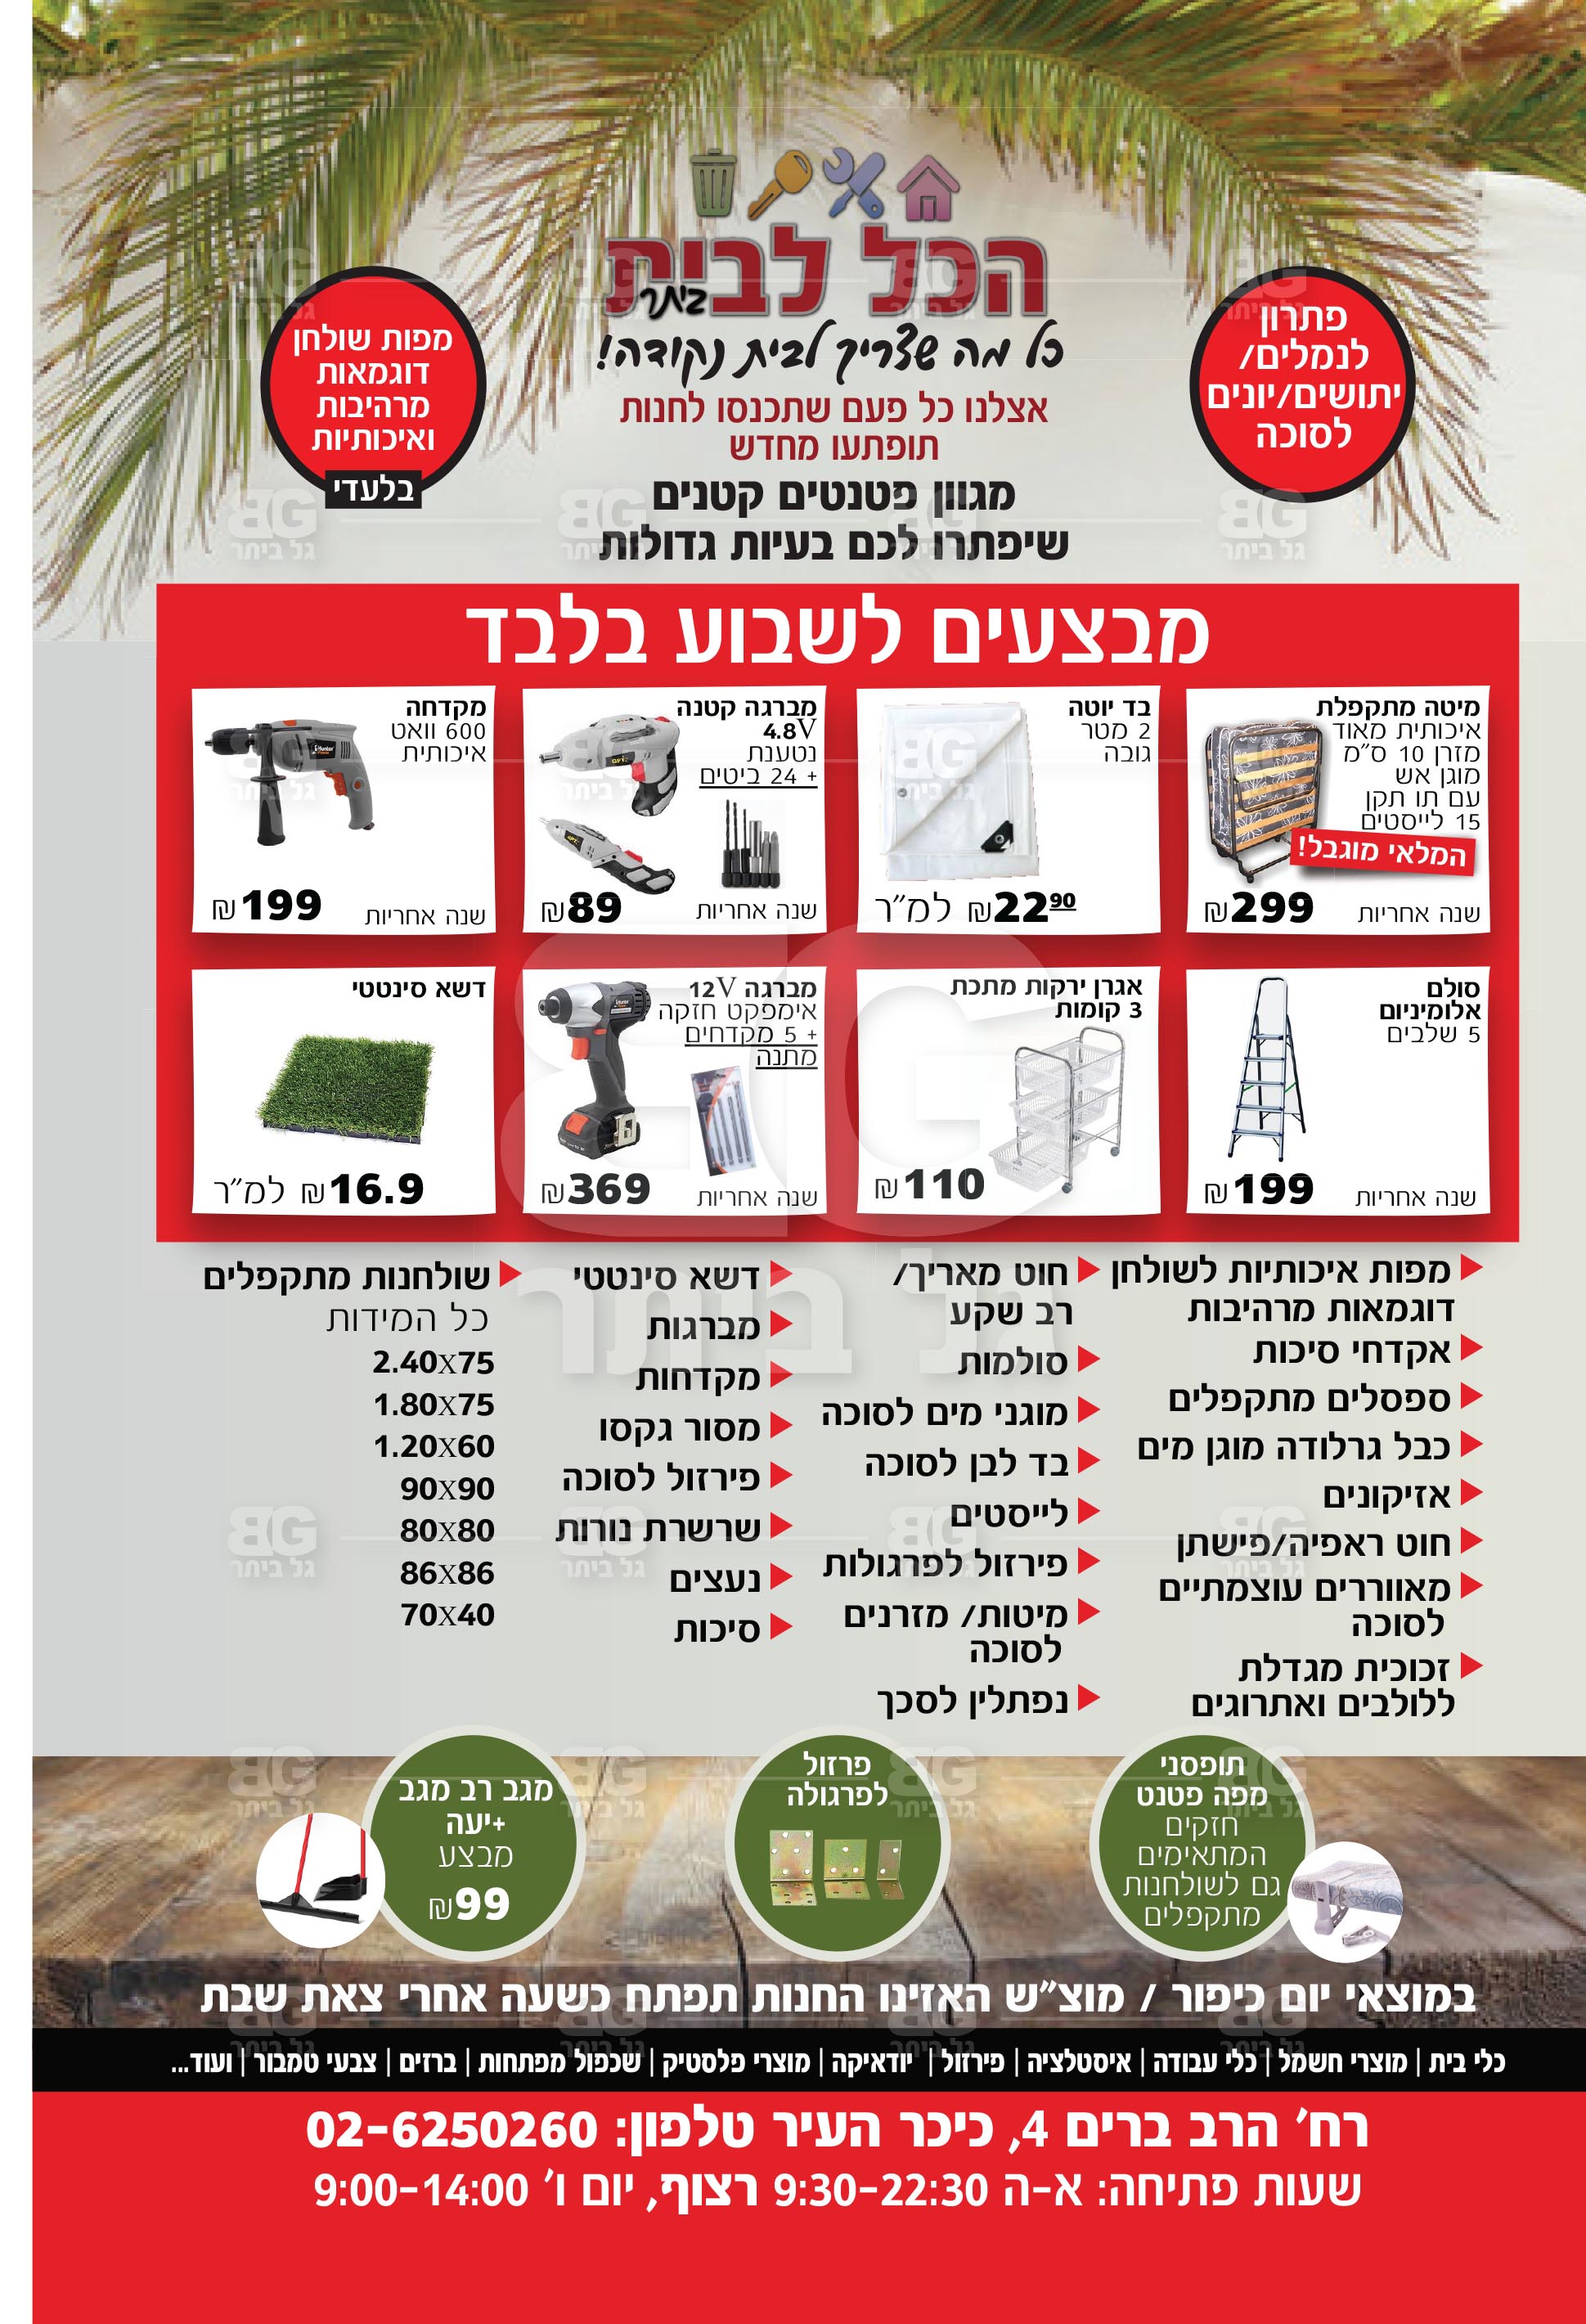 הכל לבית
ביתר
כל מה שצריך לבית נקודה!
אצלנו כל פעם שתכנסו לחנות
תופתעו מחדש
מגוון פטנטים קטנים
שיפתרו לכם בעיות גדולות
פתרון
לנמלים/
יתושים/יונים
לסוכה
מפות שולחן
דוגמאות
מרהיבות
ואיכותיות
בלעדי
מבצעים לשבוע בלבד
מיטה מתקפלת
איכותית מאוד
מזרן 10 ס״מ
מוגן אש
עם תו תקן
15 לייסטים
המלאי מוגבל!
שנה אחריות
299₪
בד יוטה
2 מטר
גובה
22⁹⁰₪ למ״ר
מברגה קטנה
4.8V
נטענת
+ 24 ביטים
שנה אחריות
89₪
מקדחה
600 וואט
איכותית
Hunter
שנה אחריות
199₪
סולם
אלומיניום
5 שלבים
שנה אחריות
199₪
אגרן ירקות מתכת
3 קומות
110₪
מברגה 12V
אימפקט חזקה
+ 5 מקדחים
מתנה
Hunter
שנה אחריות
369₪
דשא סינטטי
16.9₪ למ״ר
מפות איכותיות לשולחן
דוגמאות מרהיבות
אקדחי סיכות
ספסלים מתקפלים
כבל גרלודה מוגן מים
אזיקונים
חוט ראפיה/פישתן
מאווררים עוצמתיים
לסוכה
זכוכית מגדלת
ללולבים ואתרוגים
חוט מאריך/
רב שקע
סולמות
מוגני מים לסוכה
בד לבן לסוכה
לייסטים
פירזול לפרגולות
מיטות/ מזרנים
לסוכה
נפתלין לסכך
דשא סינטטי
מברגות
מקדחות
מסור גקסו
פירזול לסוכה
שרשרת נורות
נעצים
סיכות
שולחנות מתקפלים
כל המידות
2.40X75
1.80X75
1.20X60
90X90
80X80
86X86
70X40
תופסני
מפה פטנט
חזקים
המתאימים
גם לשולחנות
מתקפלים
פרזול
לפרגולה
מגב רב מגב
+יעה
מבצע
99₪
במוצאי יום כיפור / מוצ״ש האזינו החנות תפתח כשעה אחרי צאת שבת
כלי בית | מוצרי חשמל | כלי עבודה | איסטלציה | פירזול | יודאיקה | מוצרי פלסטיק | שכפול מפתחות | ברזים | צבעי טמבור | ועוד...
רח׳ הרב ברים 4, כיכר העיר טלפון: 02-6250260
שעות פתיחה: א-ה 9:30-22:30 רצוף, יום ו׳ 9:00-14:00
BG
גל ביתר